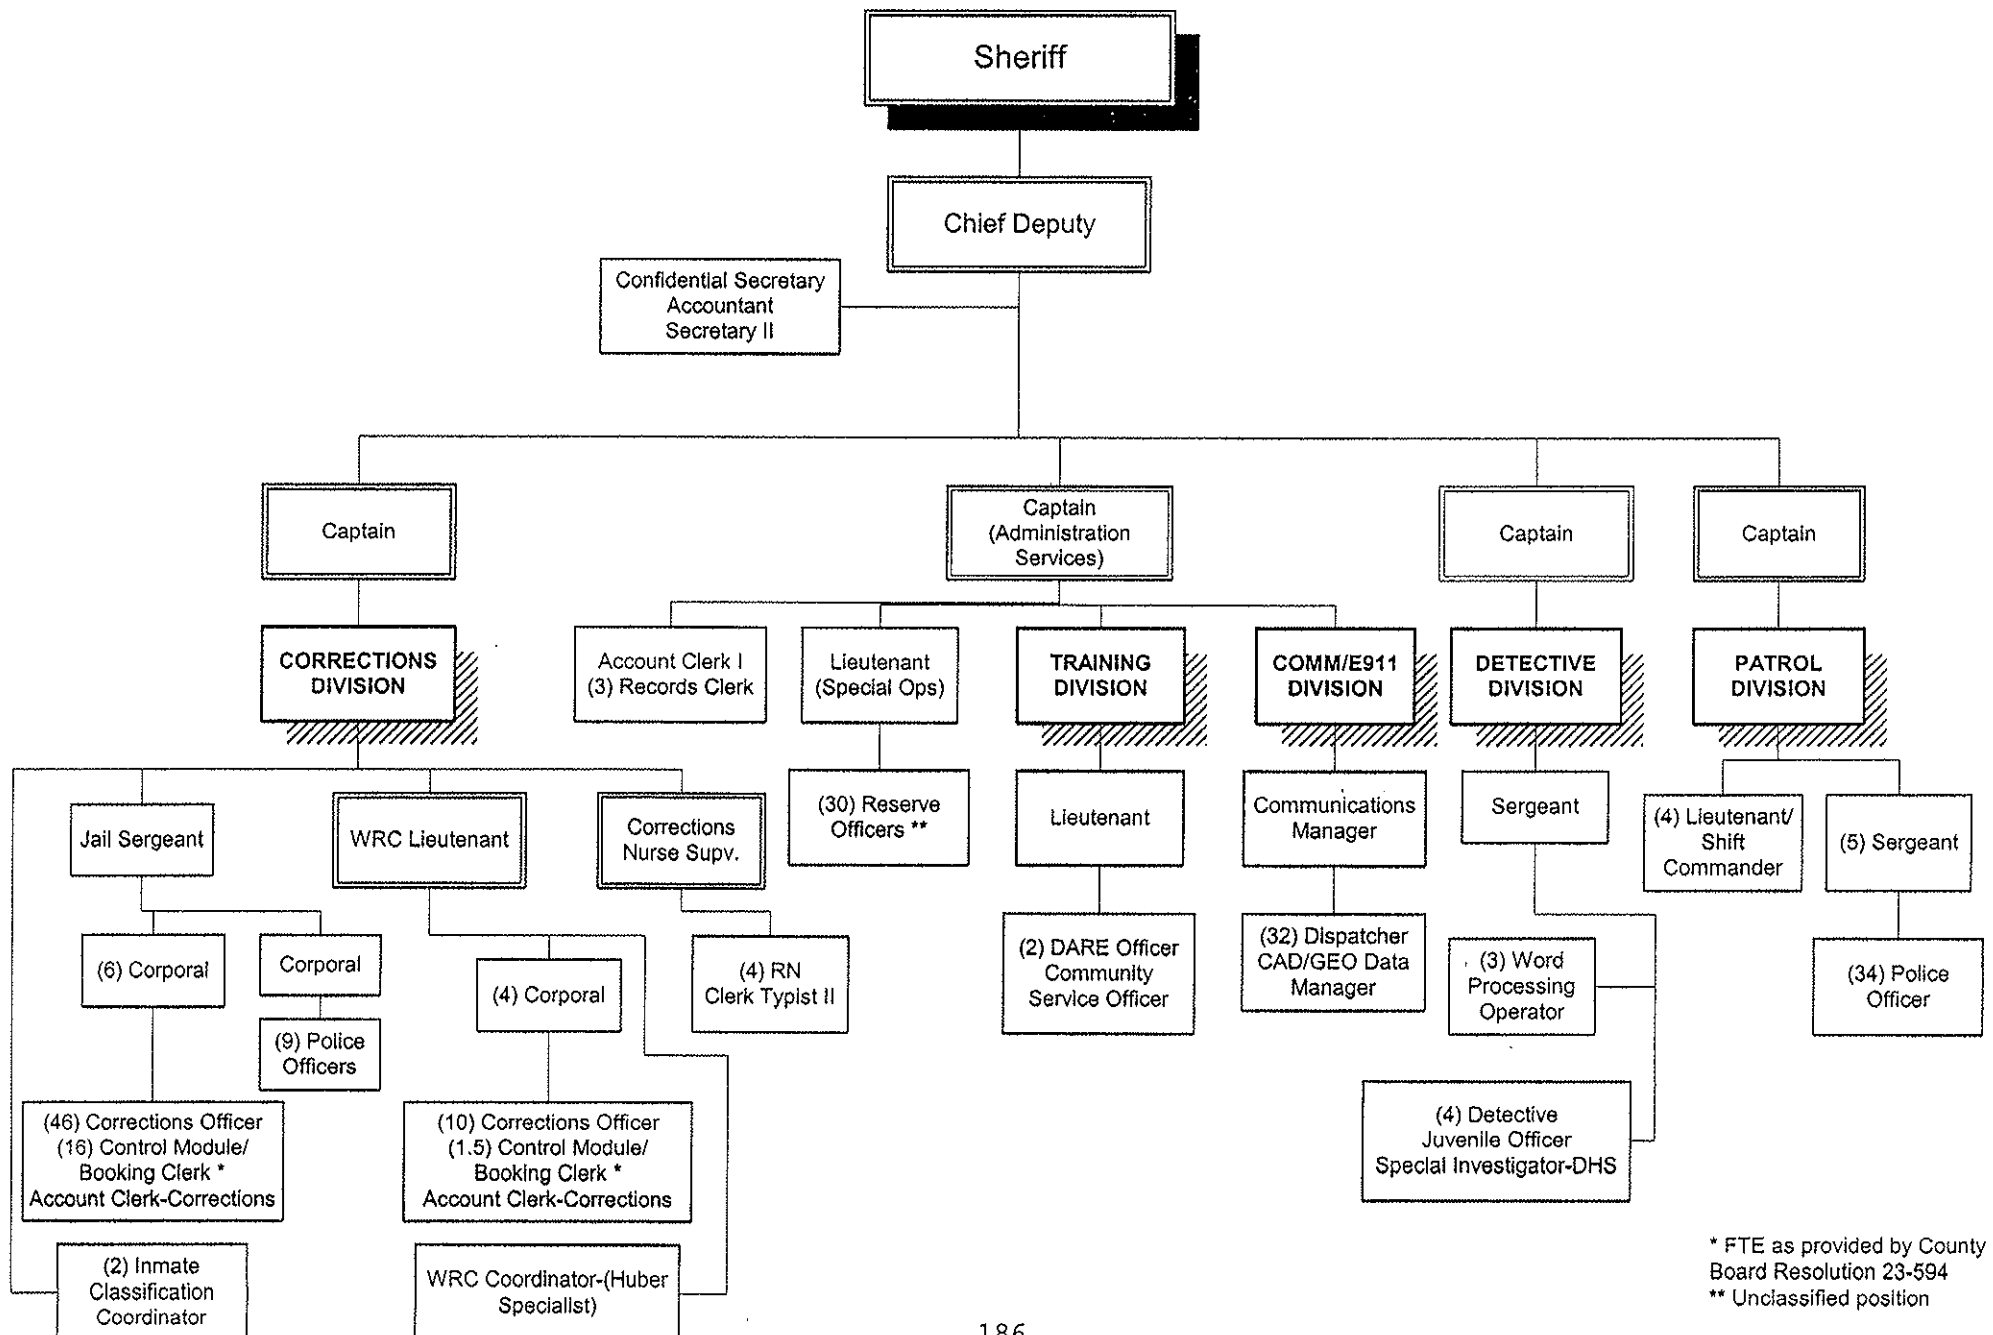 Sheriff
Chief Deputy
Confidential Secretary
Accountant
Secretary II
Captain
Captain
(Administration
Services)
Captain
Captain
CORRECTIONS
DIVISION
Account Clerk I
(3) Records Clerk
Lieutenant
(Special Ops)
TRAINING
DIVISION
COMM/E911
DIVISION
DETECTIVE
DIVISION
PATROL
DIVISION
Jail Sergeant
WRC Lieutenant
Corrections
Nurse Supv.
(30) Reserve
Officers **
Lieutenant
Communications
Manager
Sergeant
(4) Lieutenant/
Shift
Commander
(5) Sergeant
(6) Corporal
Corporal
(4) Corporal
(4) RN
Clerk Typist II
(2) DARE Officer
Community
Service Officer
(32) Dispatcher
CAD/GEO Data
Manager
(3) Word
Processing
Operator
(34) Police
Officer
(9) Police
Officers
(46) Corrections Officer
(16) Control Module/
Booking Clerk *
Account Clerk-Corrections
(10) Corrections Officer
(1.5) Control Module/
Booking Clerk *
Account Clerk-Corrections
(4) Detective
Juvenile Officer
Special Investigator-DHS
(2) Inmate
Classification
Coordinator
WRC Coordinator-(Huber
Specialist)
* FTE as provided by County
Board Resolution 23-594
** Unclassified position
186